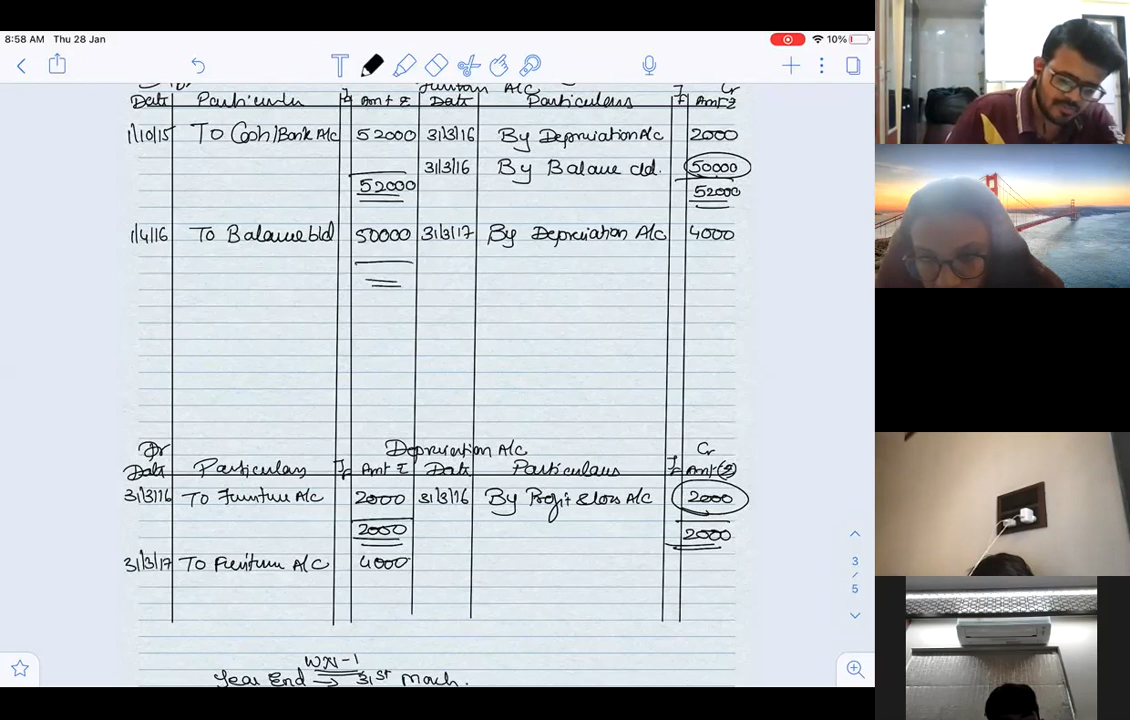 8:58 AM Thu 28 Jan
10%
T
Furniture A/C Cr
Date Particulars J.F Amt ₹ Date Particulars J.F Amt ₹
1/10/15 To Cash/Bank A/c 52000 31/3/16 By Depreciation A/c 2000
31/3/16 By Balance c/d. 50000
52000 52000
1/4/16 To Balance b/d 50000 31/3/17 By Depreciation A/c 4000
Dr Depreciation A/c Cr
Date Particulars J.F Amt ₹ Date Particulars J.F Amt (₹)
31/3/16 To Furniture A/c 2000 31/3/16 By Profit & loss A/c 2000
2000 2000
31/3/17 To Furniture A/c 4000
3
/
5
WN-1
Year End → 31st March.